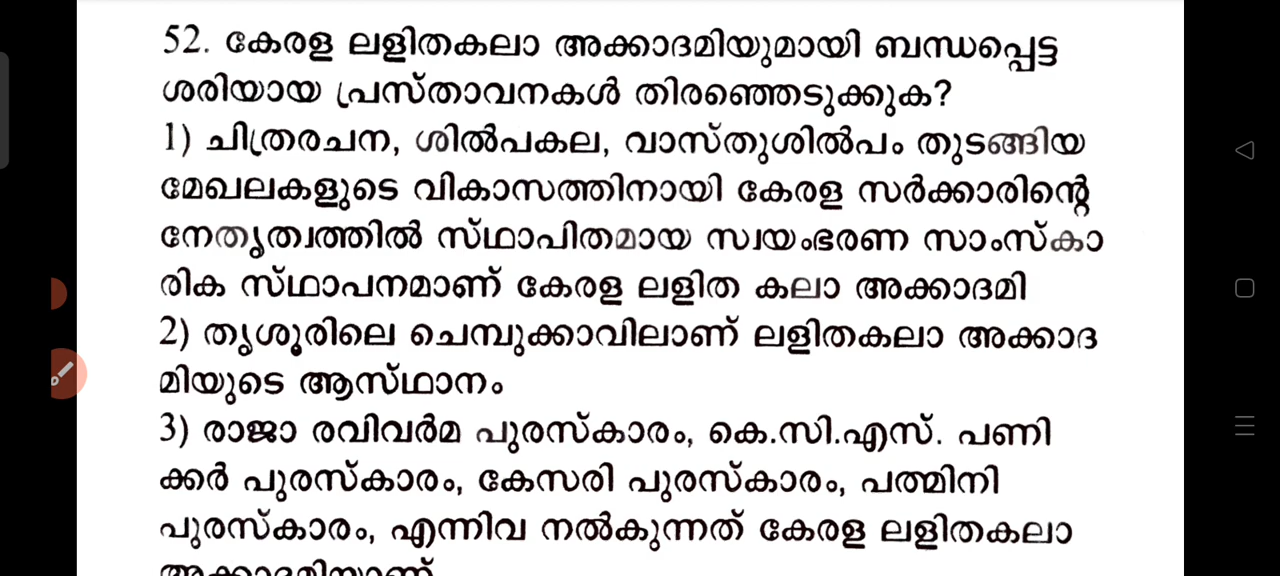 52. കേരള ലളിതകലാ അക്കാദമിയുമായി ബന്ധപ്പെട്ട
ശരിയായ പ്രസ്താവനകൾ തിരഞ്ഞെടുക്കുക?
1) ചിത്രരചന, ശിൽപകല, വാസ്തുശിൽപം തുടങ്ങിയ
മേഖലകളുടെ വികാസത്തിനായി കേരള സർക്കാരിന്റെ
നേതൃത്വത്തിൽ സ്ഥാപിതമായ സ്വയംഭരണ സാംസ്കാ
രിക സ്ഥാപനമാണ് കേരള ലളിത കലാ അക്കാദമി
2) തൃശൂരിലെ ചെമ്പുക്കാവിലാണ് ലളിതകലാ അക്കാദ
മിയുടെ ആസ്ഥാനം
3) രാജാ രവിവർമ പുരസ്കാരം, കെ.സി.എസ്. പണി
ക്കർ പുരസ്കാരം, കേസരി പുരസ്കാരം, പത്മിനി
പുരസ്കാരം, എന്നിവ നൽകുന്നത് കേരള ലളിതകലാ
അക്കാദമിയാണ്